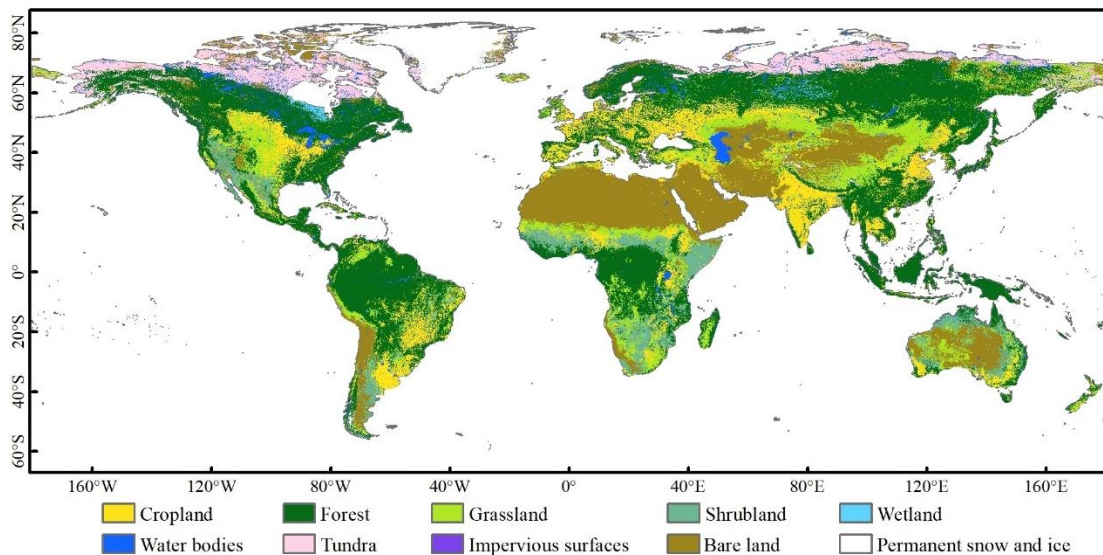 80°N
60°N
40°N
20°N
0°
20°S
40°S
60°S
160°W 120°W 80°W 40°W 0° 40°E 80°E 120°E 160°E
Cropland Forest Grassland Shrubland Wetland
Water bodies Tundra Impervious surfaces Bare land Permanent snow and ice